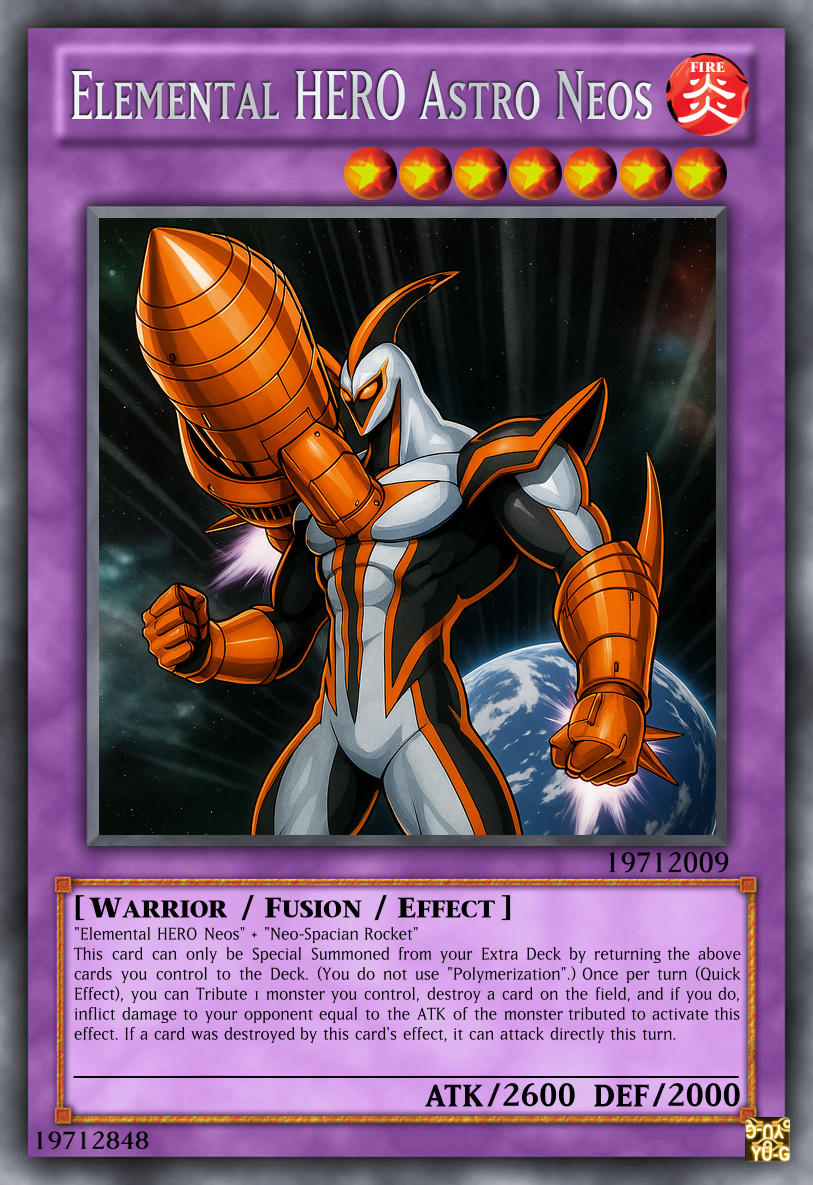 Elemental HERO Astro Neos
FIRE
炎
19712009
[ Warrior / Fusion / Effect ]
"Elemental HERO Neos" + "Neo-Spacian Rocket"
This card can only be Special Summoned from your Extra Deck by returning the above
cards you control to the Deck. (You do not use "Polymerization".) Once per turn (Quick
Effect), you can Tribute 1 monster you control, destroy a card on the field, and if you do,
inflict damage to your opponent equal to the ATK of the monster tributed to activate this
effect. If a card was destroyed by this card's effect, it can attack directly this turn.
ATK/2600 DEF/2000
19712848
YU-G